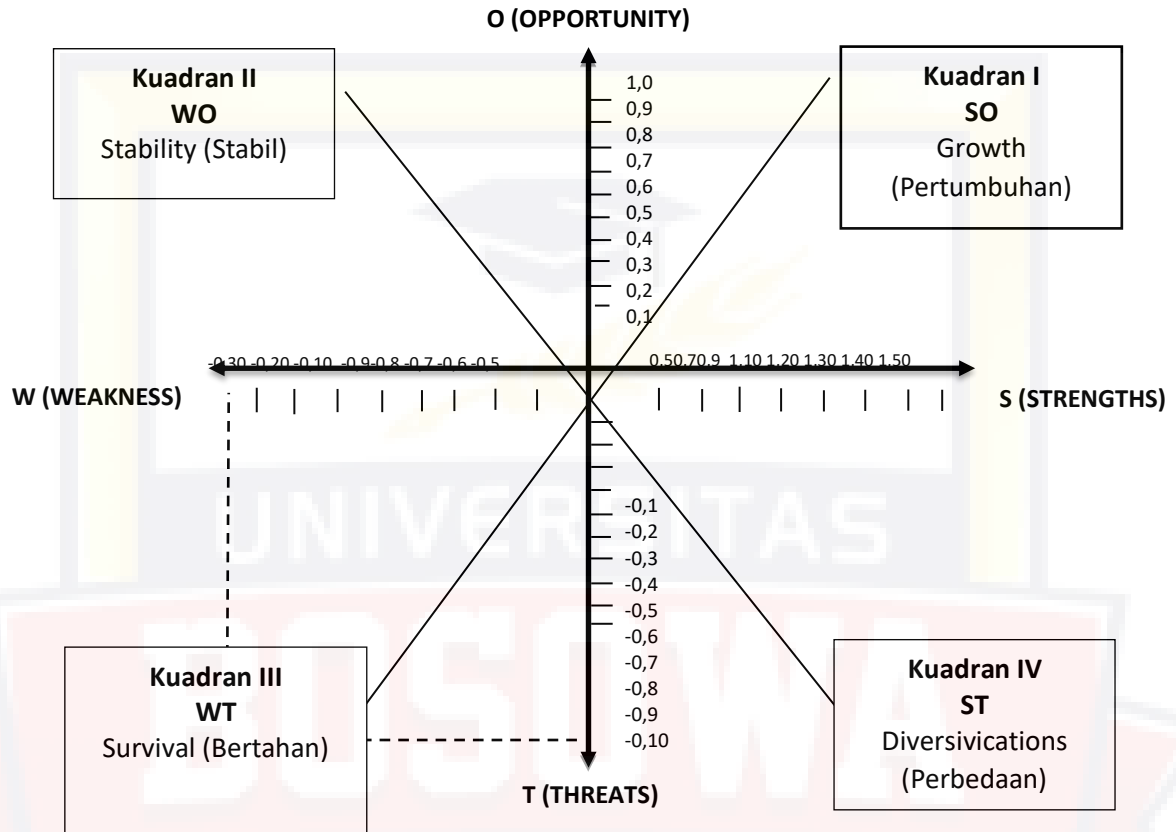 O (OPPORTUNITY)
Kuadran II
WO
Stability (Stabil)
Kuadran I
SO
Growth
(Pertumbuhan)
1,0
0,9
0,8
0,7
0,6
0,5
0,4
0,3
0,2
0,1
-0,30 -0,20 -0,10 -0,9 -0,8 -0,7 -0,6 -0,5
0.50.70.9 1.10 1.20 1.30 1.40 1.50
W (WEAKNESS)
S (STRENGTHS)
UNIVERSITAS
BOSOWA
-0,1
-0,2
-0,3
-0,4
-0,5
-0,6
-0,7
-0,8
-0,9
-0,10
Kuadran III
WT
Survival (Bertahan)
Kuadran IV
ST
Diversivications
(Perbedaan)
T (THREATS)